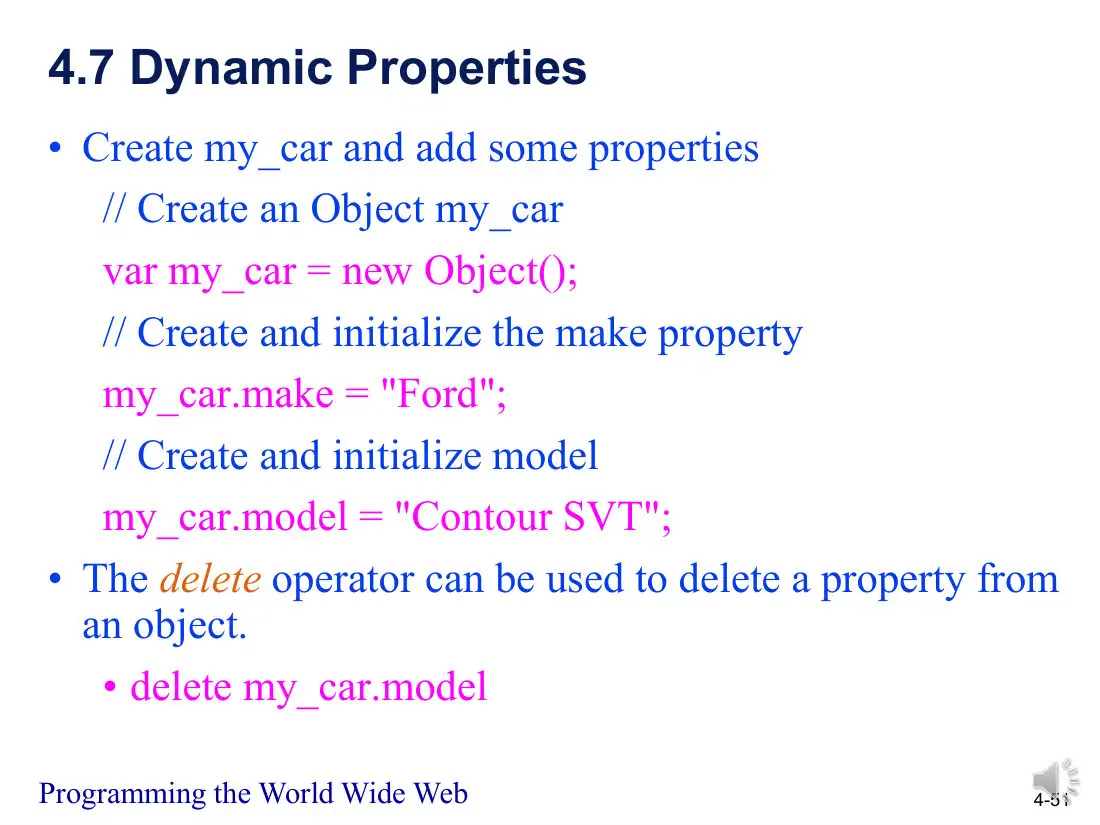 4.7 Dynamic Properties
• Create my_car and add some properties
// Create an Object my_car
var my_car = new Object();
// Create and initialize the make property
my_car.make = "Ford";
// Create and initialize model
my_car.model = "Contour SVT";
• The delete operator can be used to delete a property from
an object.
• delete my_car.model
Programming the World Wide Web
4-51